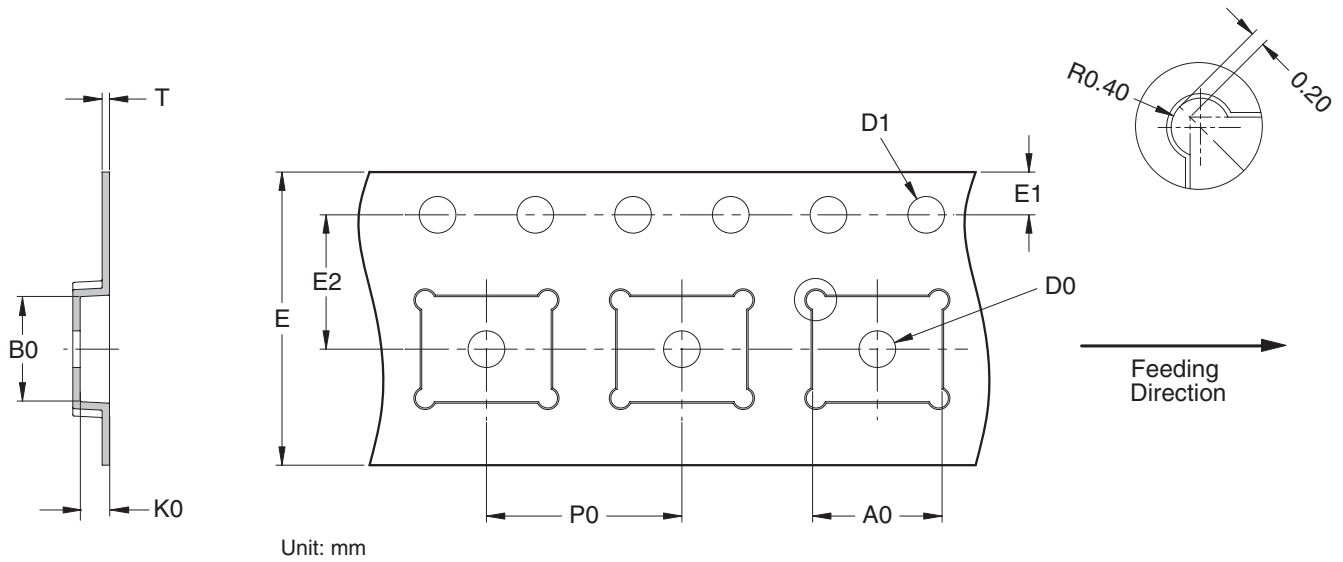 T
R0.40
0.20
D1
E1
E2
D0
E
B0
Feeding
Direction
K0
P0
A0
Unit: mm